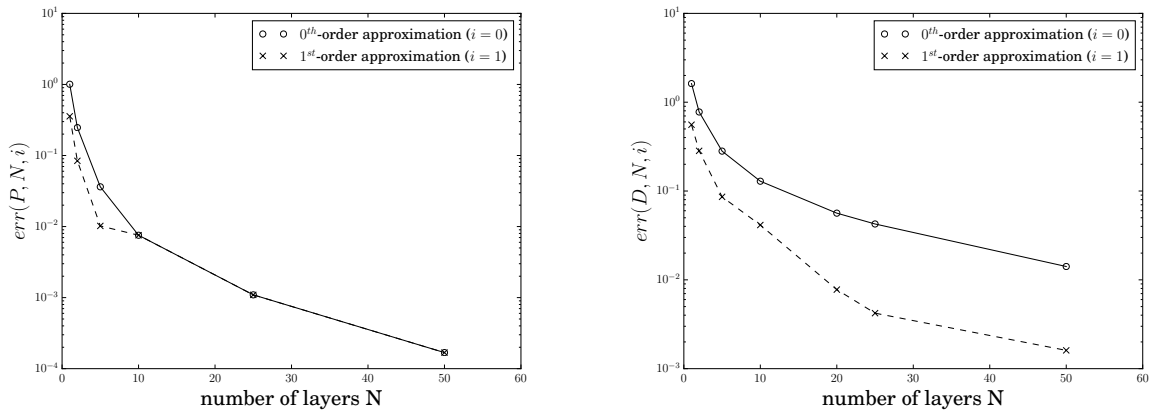 10^1
10^0
10^-1
10^-2
10^-3
10^-4
err(P, N, i)
0 10 20 30 40 50 60
number of layers N
0^th-order approximation (i = 0)
1^st-order approximation (i = 1)
10^1
10^0
10^-1
10^-2
10^-3
err(D, N, i)
0 10 20 30 40 50 60
number of layers N
0^th-order approximation (i = 0)
1^st-order approximation (i = 1)